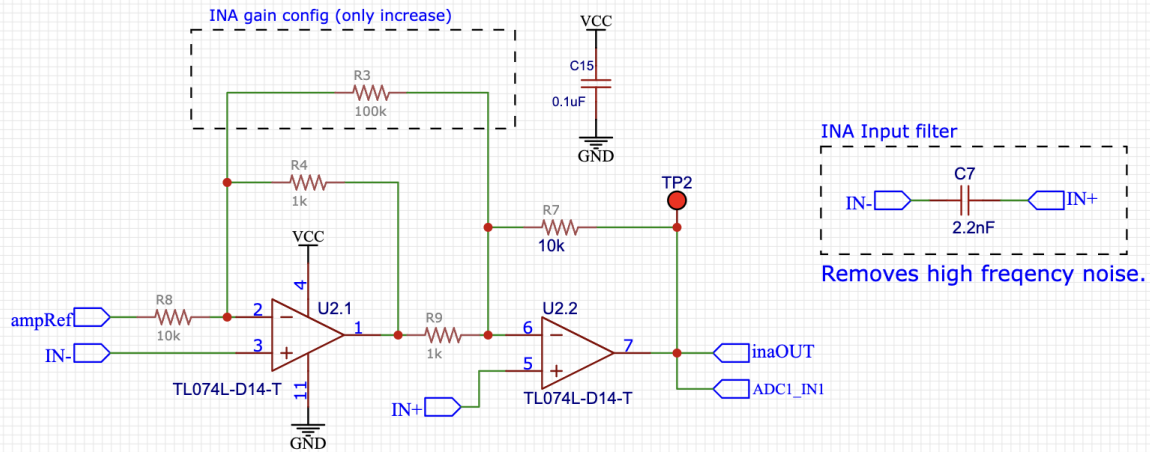 INA gain config (only increase)
R3
100k
R4
1k
VCC
C15
0.1uF
GND
INA Input filter
C7
IN-
IN+
2.2nF
Removes high freqency noise.
TP2
R7
10k
VCC
4
ampRef
R8
10k
2
U2.1
1
R9
1k
6
U2.2
7
inaOUT
IN-
3
11
TL074L-D14-T
GND
IN+
5
TL074L-D14-T
ADC1_IN1